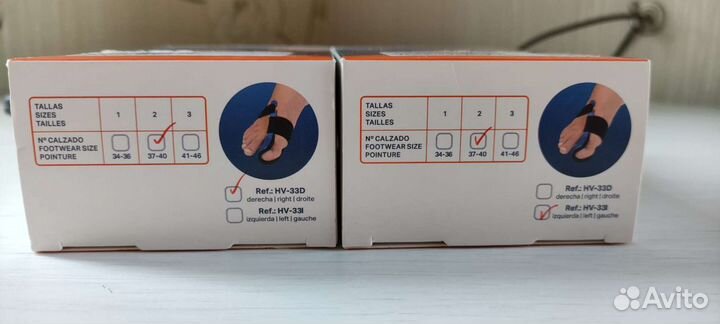 TALLAS
SIZES
TAILLES
1 2 3
Nº CALZADO
FOOTWEAR SIZE
POINTURE
34-36 37-40 41-46
Ref.: HV-33D
derecha | right | droite
Ref.: HV-33I
izquierda | left | gauche
TALLAS
SIZES
TAILLES
1 2 3
Nº CALZADO
FOOTWEAR SIZE
POINTURE
34-36 37-40 41-46
Ref.: HV-33D
derecha | right | droite
Ref.: HV-33I
izquierda | left | gauche
Avito